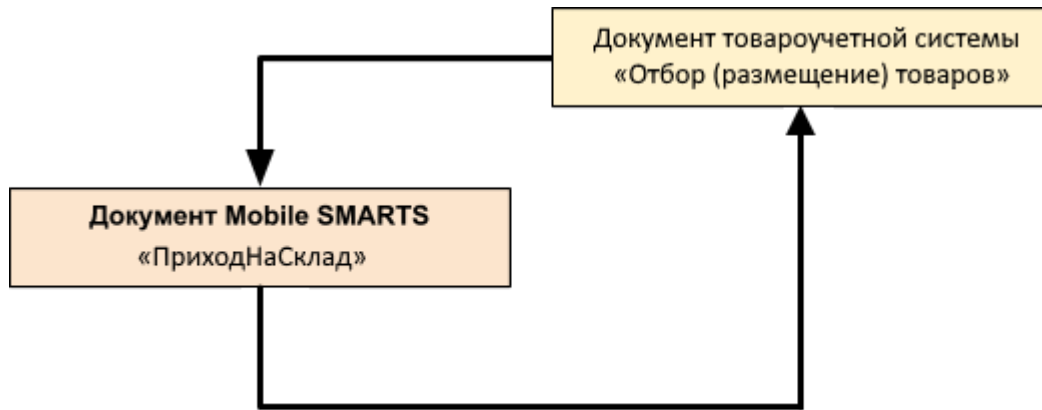 Документ товароучетной системы
«Отбор (размещение) товаров»
Документ Mobile SMARTS
«ПриходНаСклад»